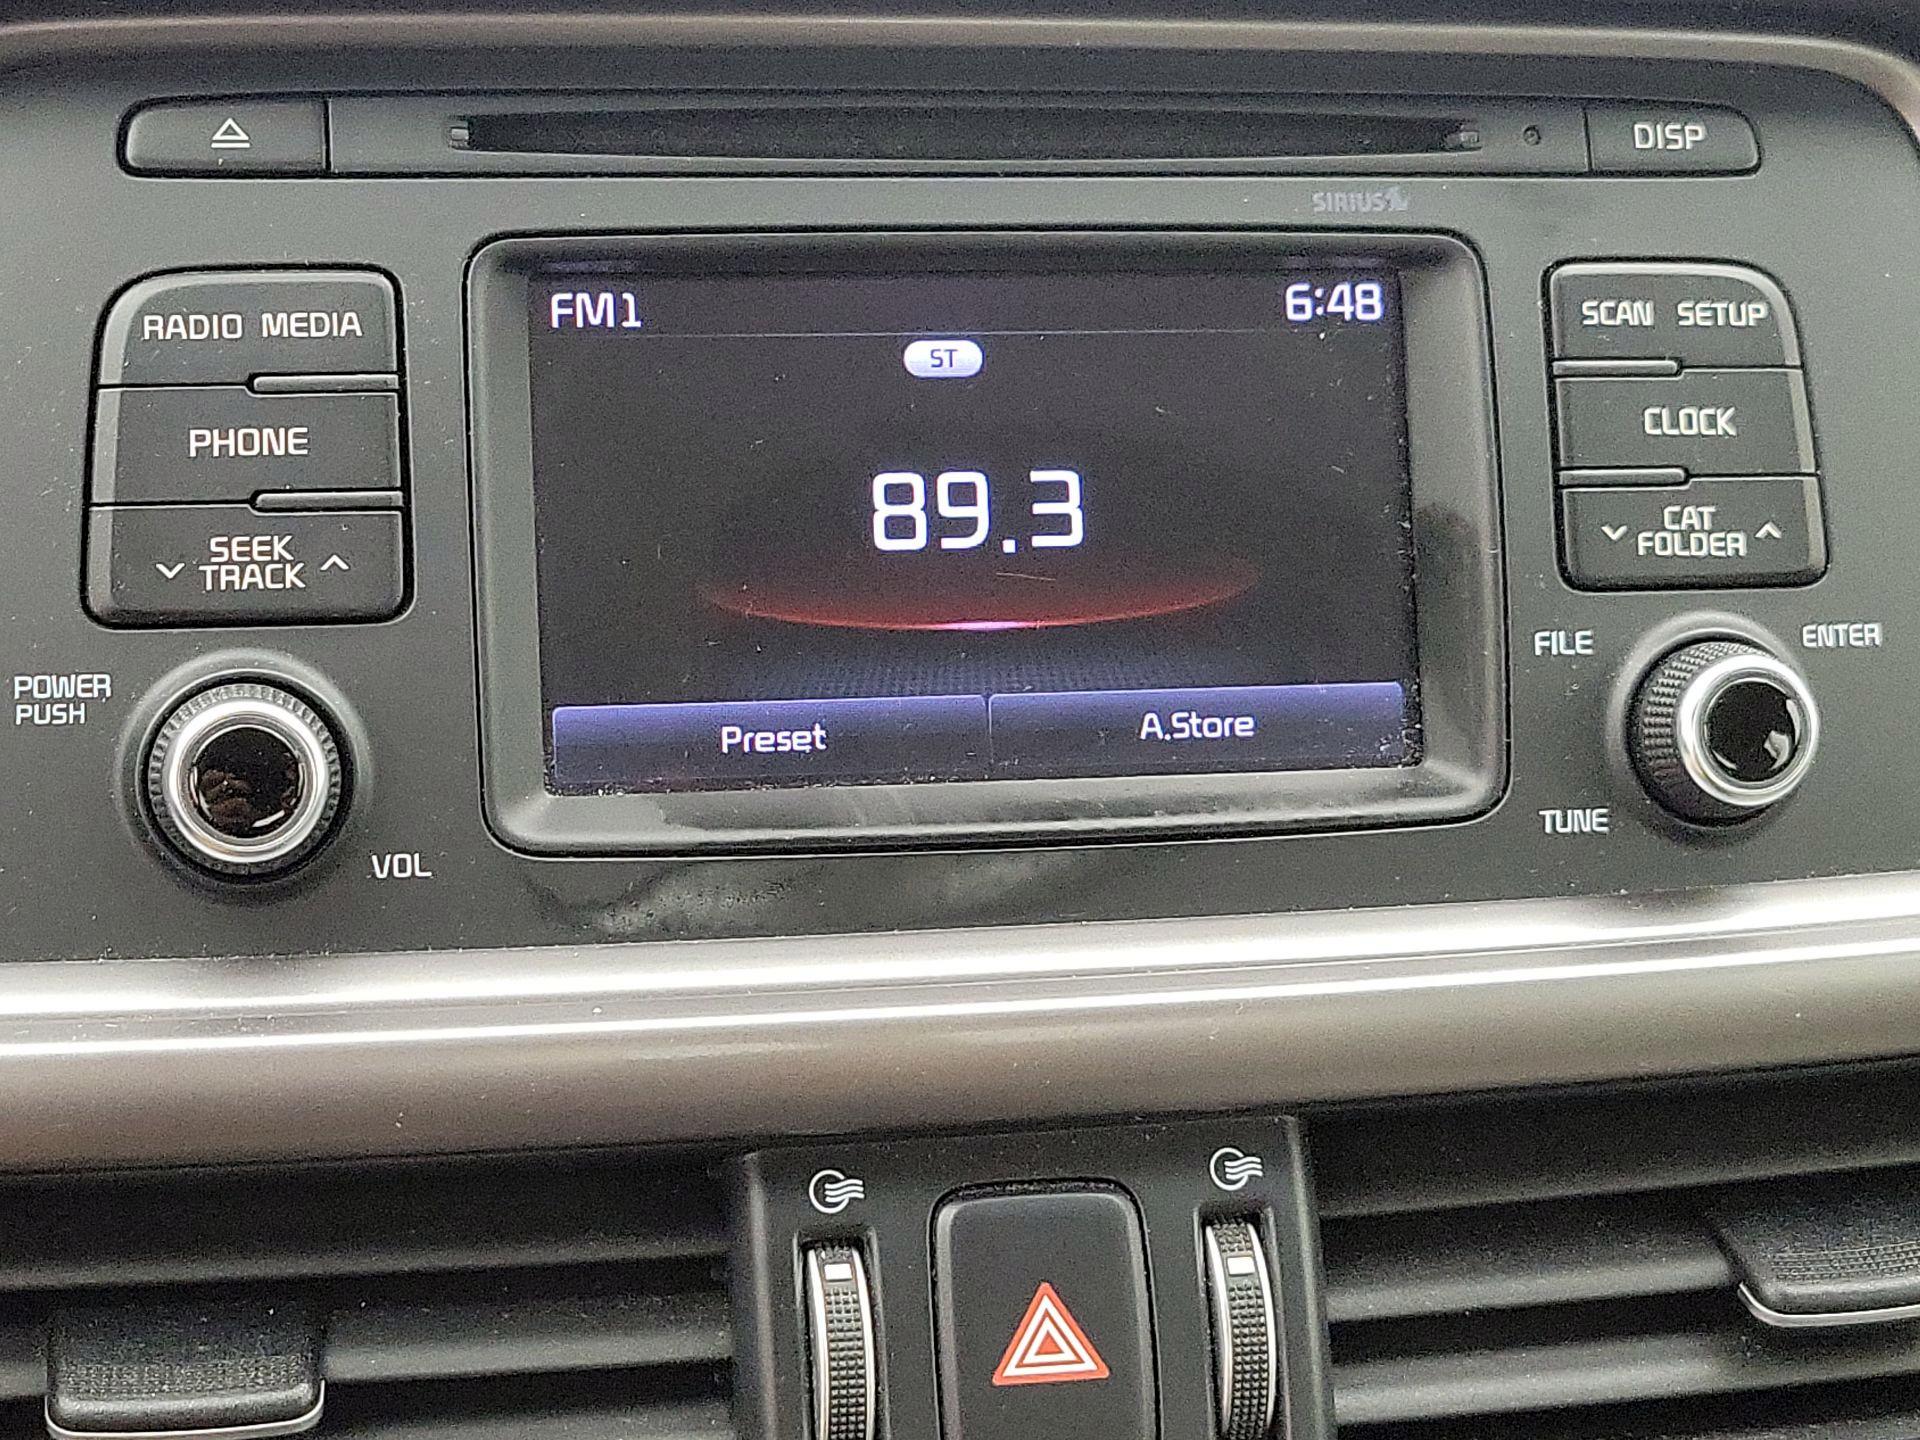 DISP
SIRIUS
RADIO MEDIA
PHONE
SEEK
TRACK
POWER
PUSH
VOL
FM1
6:48
ST
89.3
Preset
A.Store
SCAN SETUP
CLOCK
CAT
FOLDER
FILE
ENTER
TUNE